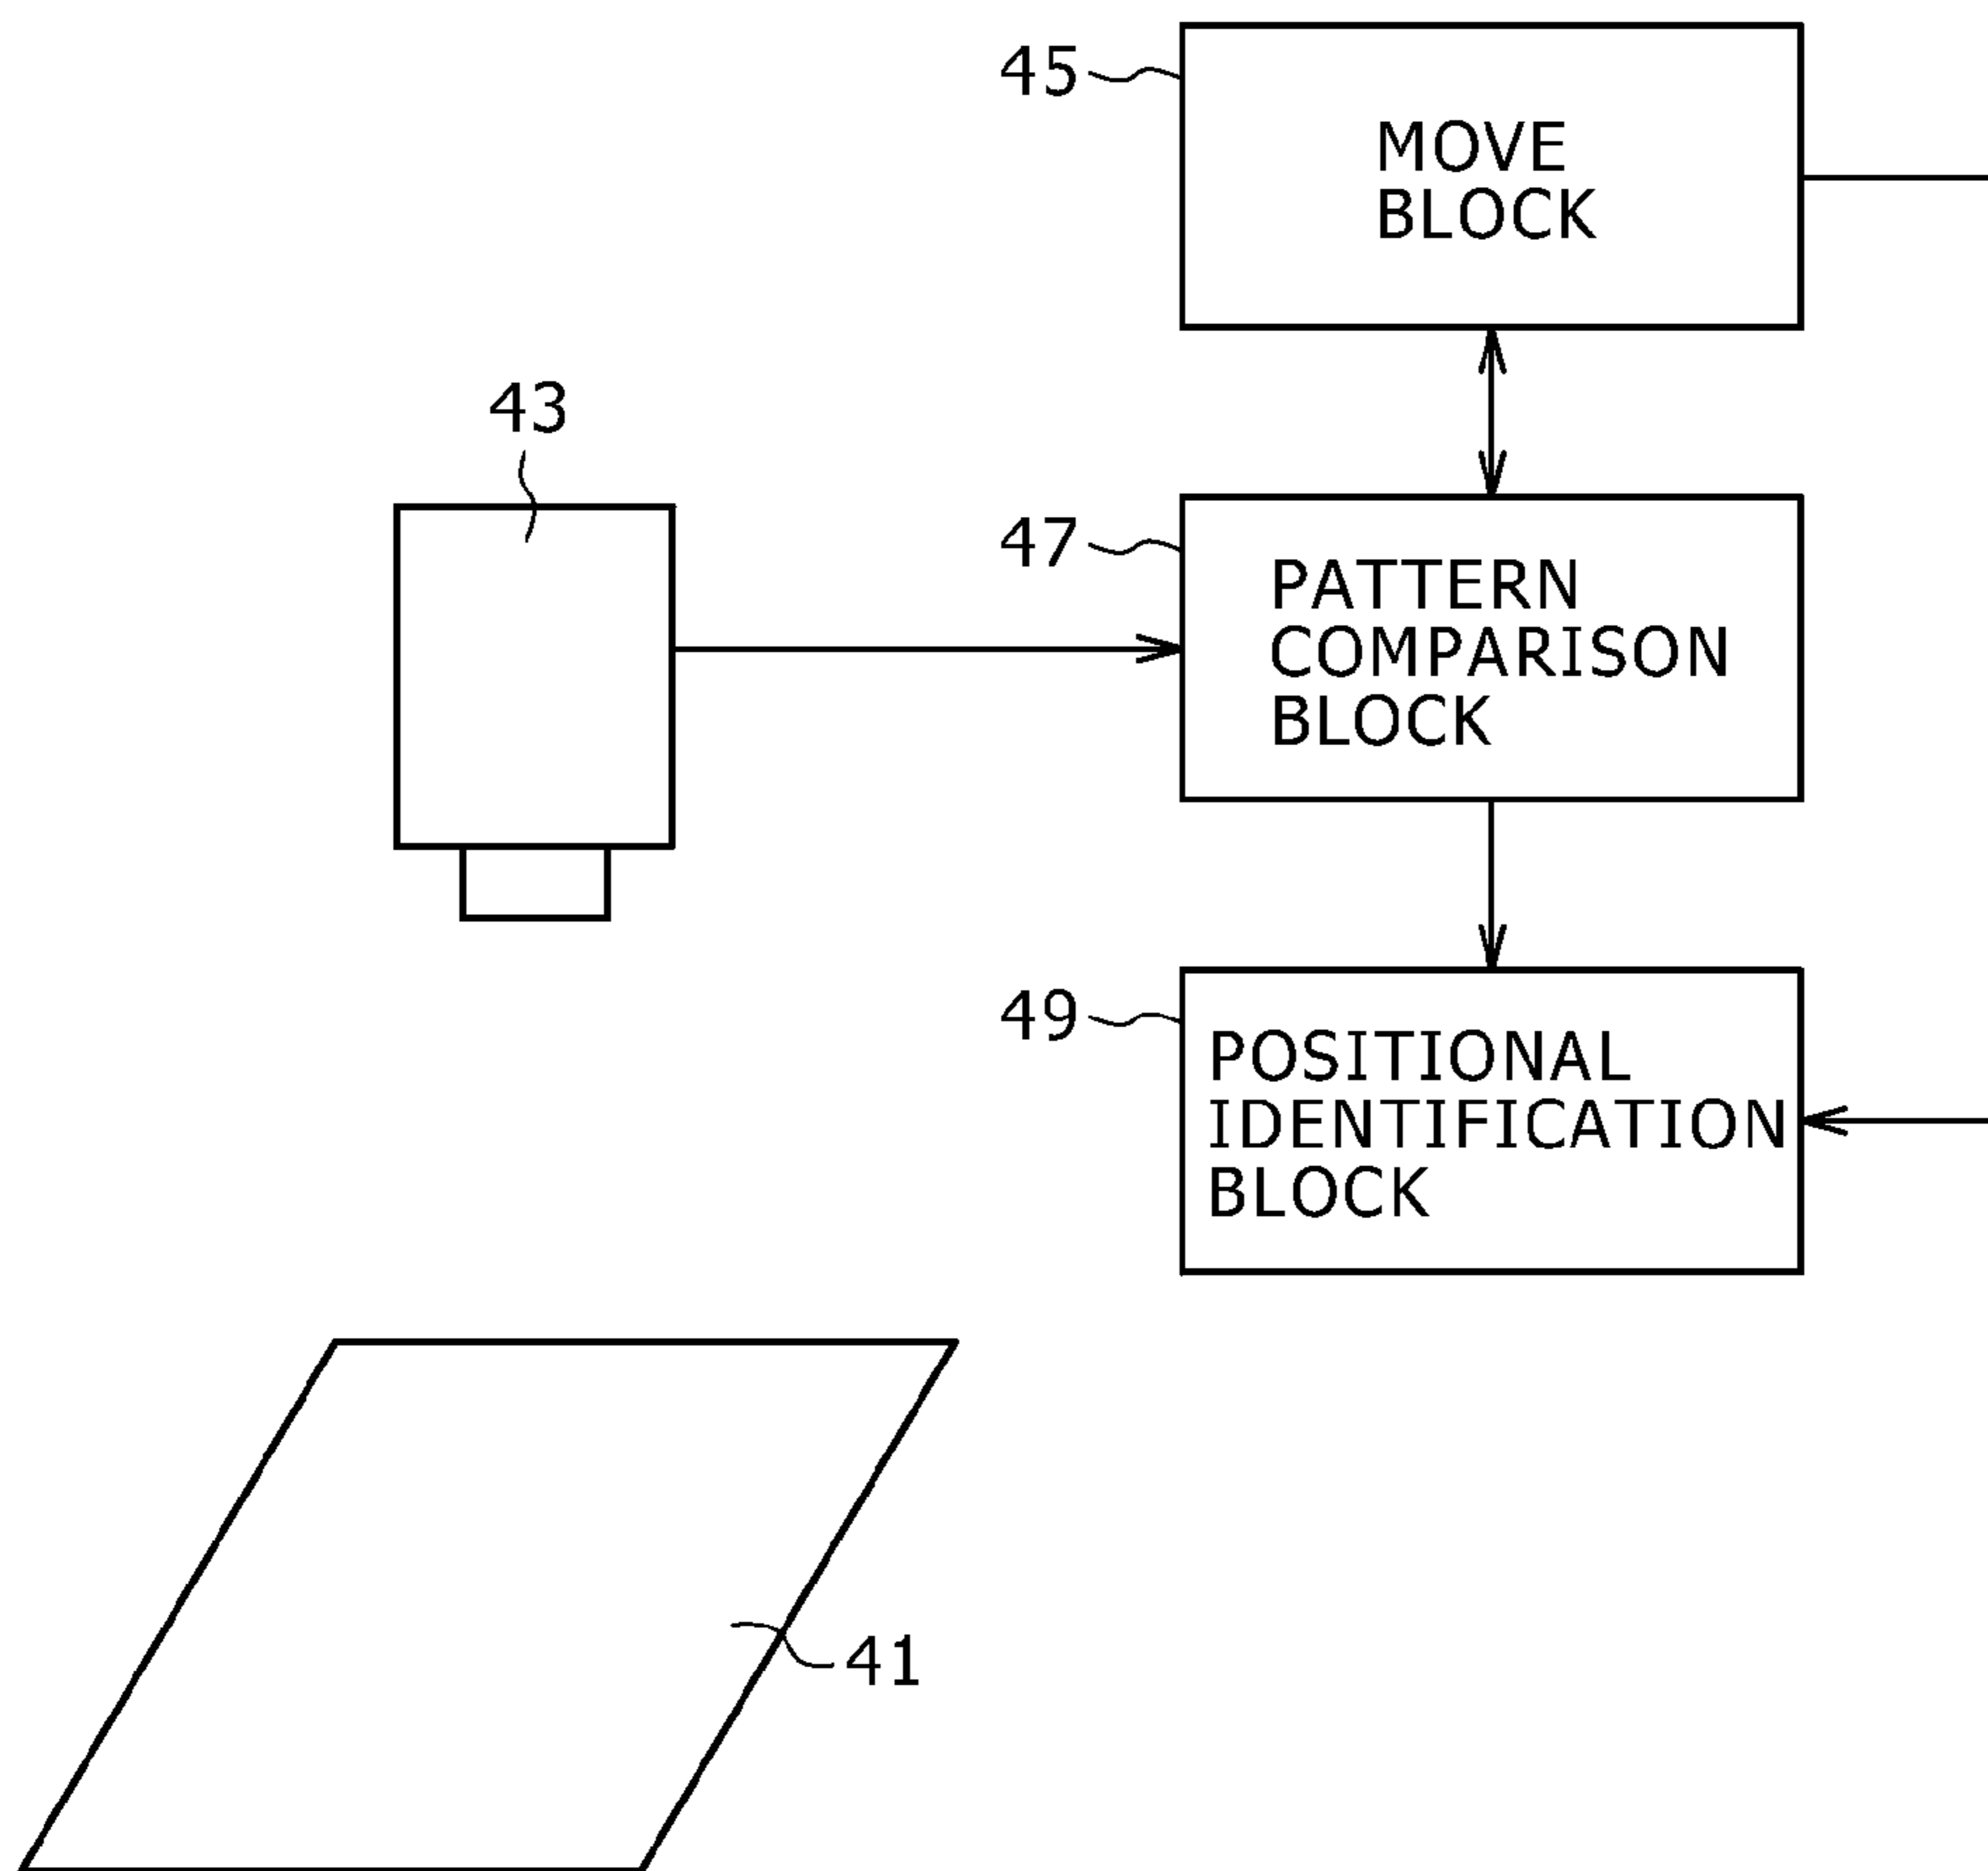 45
MOVE
BLOCK
43
47
PATTERN
COMPARISON
BLOCK
49
POSITIONAL
IDENTIFICATION
BLOCK
41